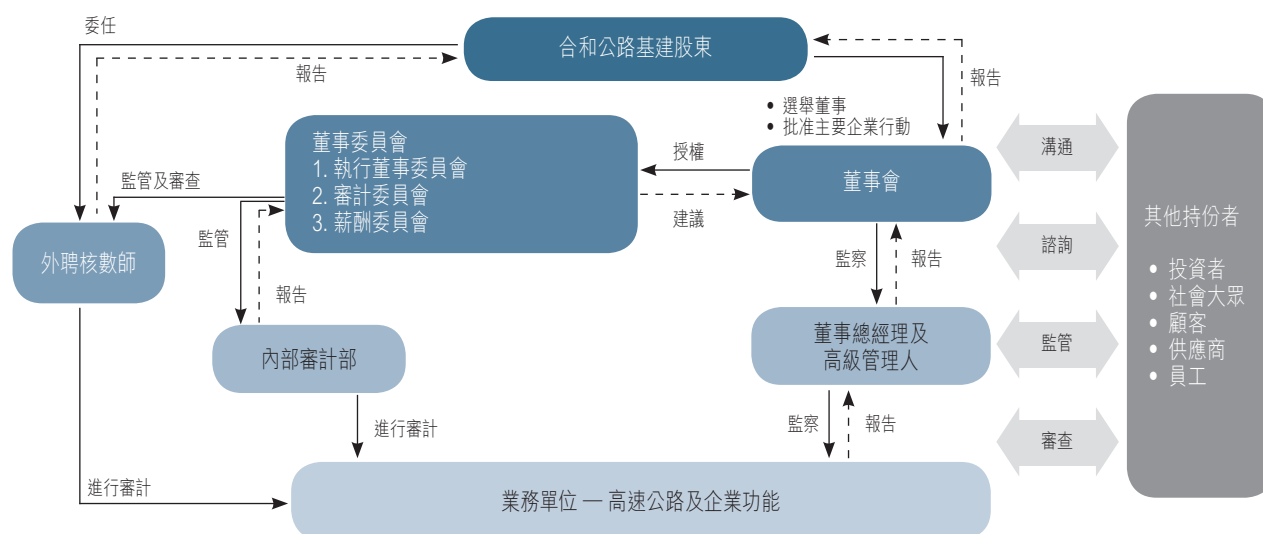 委任
合和公路基建股東
報告
報告
• 選舉董事
• 批准主要企業行動
董事委員會
1. 執行董事委員會
2. 審計委員會
3. 薪酬委員會
授權
建議
董事會
溝通
監管及審查
外聘核數師
監管
報告
監察
報告
諮詢
其他持份者
• 投資者
• 社會大眾
• 顧客
• 供應商
• 員工
內部審計部
董事總經理及
高級管理人
監管
進行審計
監察
報告
審查
進行審計
業務單位 — 高速公路及企業功能